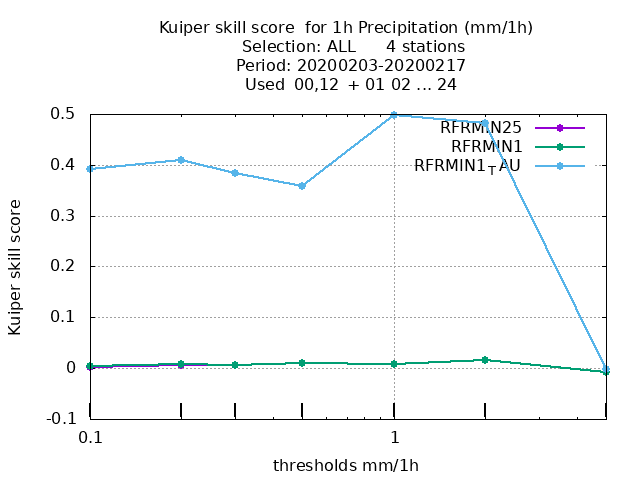 Kuiper skill score  for 1h Precipitation (mm/1h)
Selection: ALL      4 stations
Period: 20200203-20200217
Used  00,12  + 01 02 ... 24
RFRMIN25
RFRMIN1
RFRMIN1_TAU
0.5
0.4
0.3
0.2
0.1
0
-0.1
Kuiper skill score
0.1
1
thresholds mm/1h